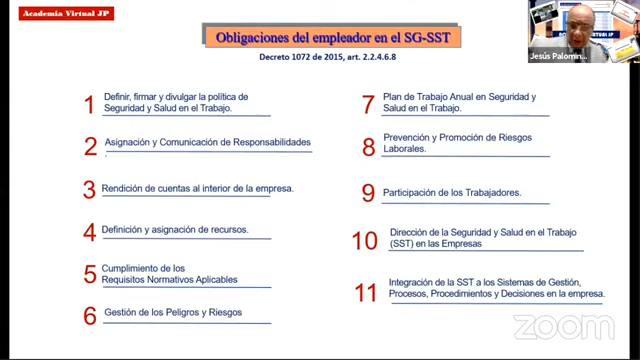 Academia Virtual JP
Obligaciones del empleador en el SG-SST
Decreto 1072 de 2015, art. 2.2.4.6.8
1 Definir, firmar y divulgar la política de
Seguridad y Salud en el Trabajo.
2 Asignación y Comunicación de Responsabilidades
.
3 Rendición de cuentas al interior de la empresa.
4 Definición y asignación de recursos.
5 Cumplimiento de los
Requisitos Normativos Aplicables
6 Gestión de los Peligros y Riesgos
7 Plan de Trabajo Anual en Seguridad y
Salud en el Trabajo.
8 Prevención y Promoción de Riesgos
Laborales.
9 Participación de los Trabajadores.
10 Dirección de la Seguridad y Salud en el Trabajo
(SST) en las Empresas
11 Integración de la SST a los Sistemas de Gestión,
Procesos, Procedimientos y Decisiones en la empresa.
Jesús Palomin...
zoom